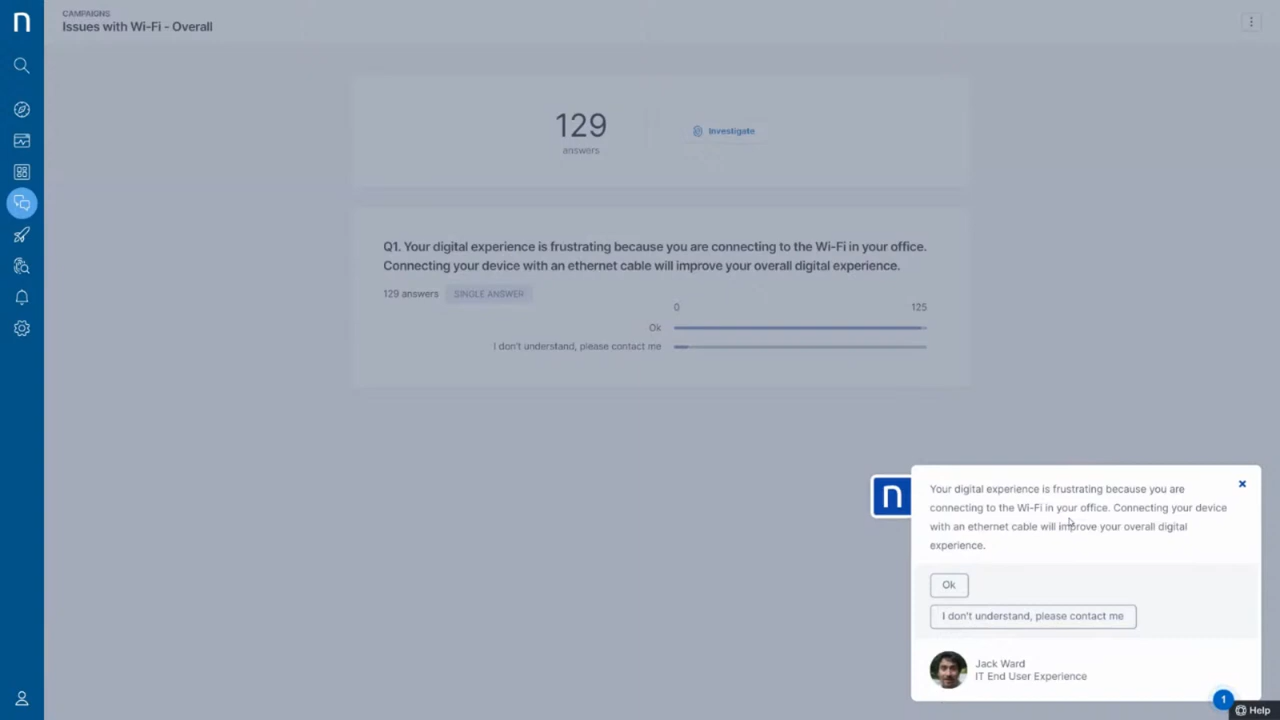 n
CAMPAIGNS
Issues with Wi-Fi - Overall
129
answers
Investigate
Q1. Your digital experience is frustrating because you are connecting to the Wi-Fi in your office.
Connecting your device with an ethernet cable will improve your overall digital experience.
129 answers SINGLE ANSWER
0 125
Ok
I don't understand, please contact me
n
Your digital experience is frustrating because you are
connecting to the Wi-Fi in your office. Connecting your device
with an ethernet cable will improve your overall digital
experience.
Ok
I don't understand, please contact me
Jack Ward
IT End User Experience
1
Help